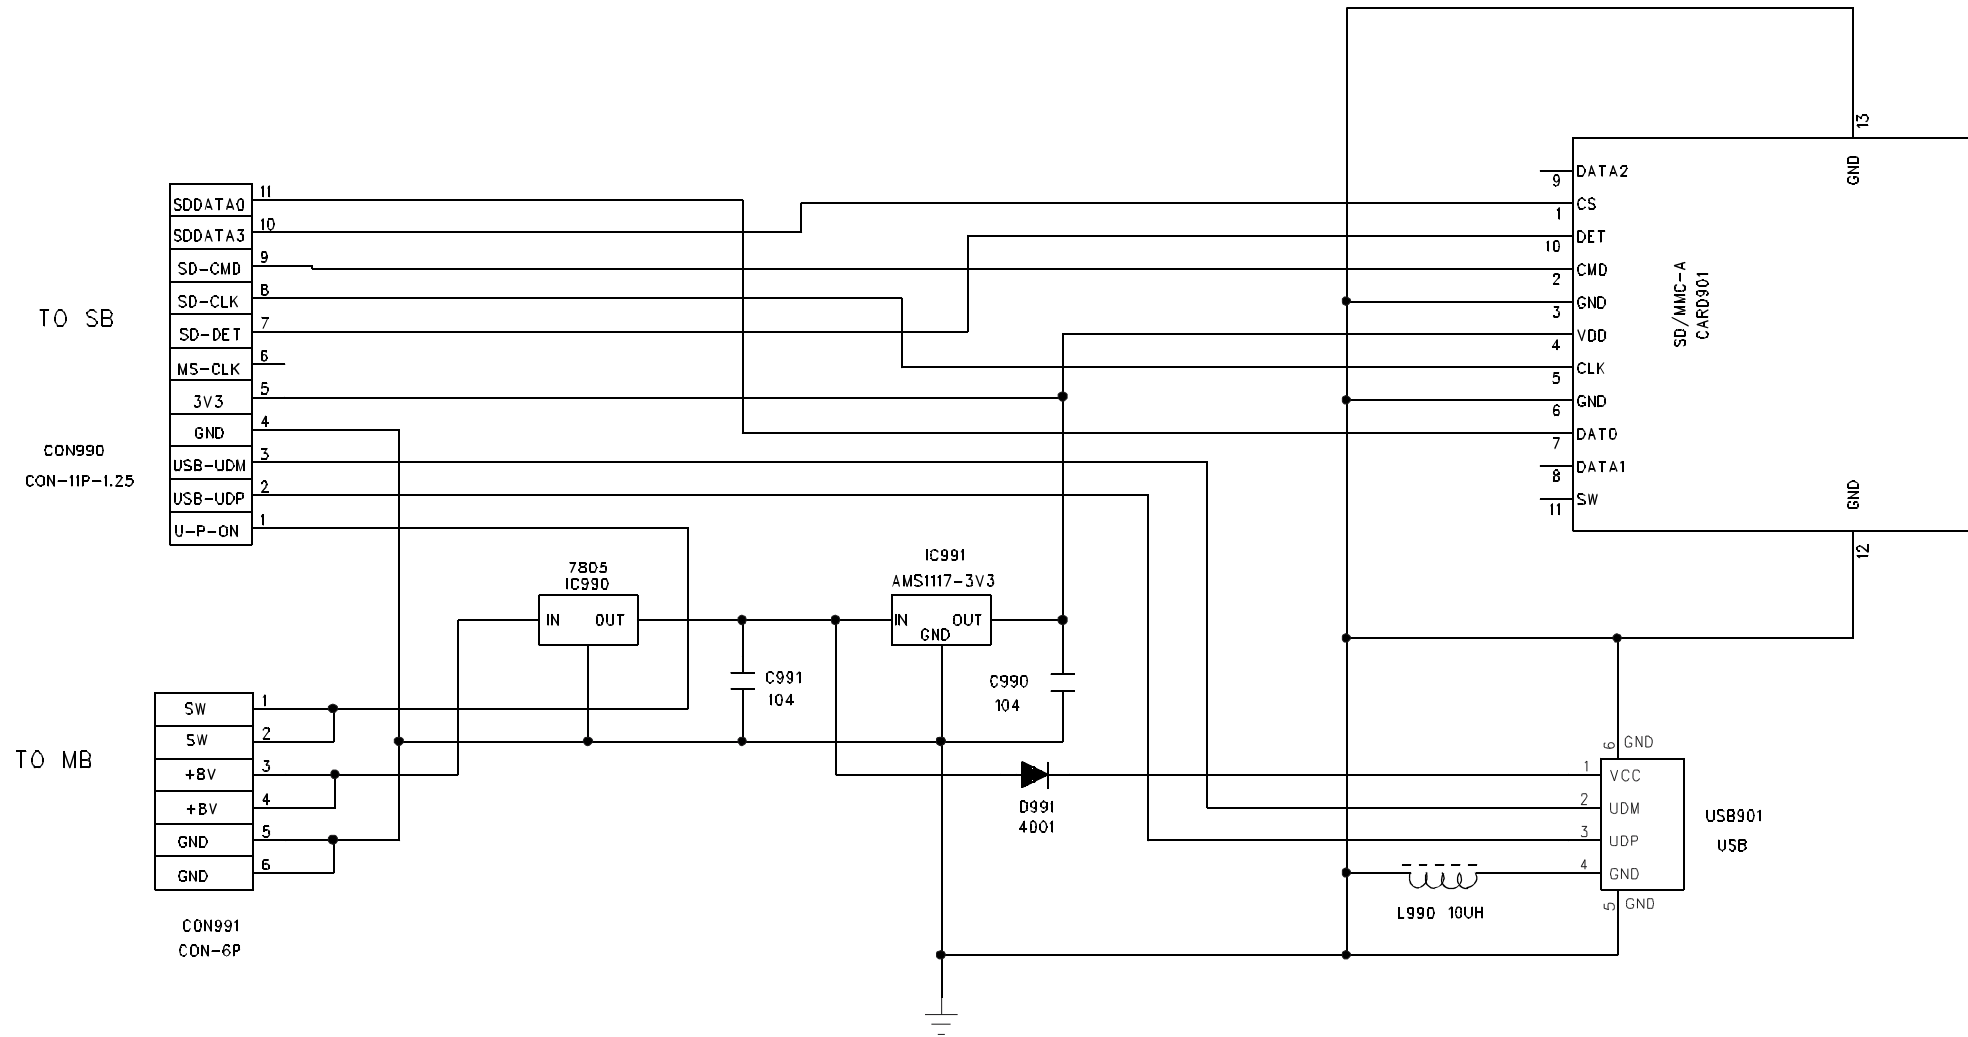 TO SB
CON990
CON-11P-1.25
SDDATA0 11
SDDATA3 10
SD-CMD 9
SD-CLK 8
SD-DET 7
MS-CLK 6
3V3 5
GND 4
USB-UDM 3
USB-UDP 2
U-P-ON 1
TO MB
SW 1
SW 2
+8V 3
+8V 4
GND 5
GND 6
CON991
CON-6P
7805
IC990
IN OUT
C991
104
IC991
AMS1117-3V3
IN OUT
GND
C990
104
D991
4001
13
GND
9 DATA2
1 CS
10 DET
2 CMD
3 GND
4 VDD
5 CLK
6 GND
7 DAT0
8 DATA1
11 SW
SD/MMC-A
CARD901
GND
12
6 GND
1 VCC
2 UDM
3 UDP
4 GND
5 GND
USB901
USB
L990 10UH